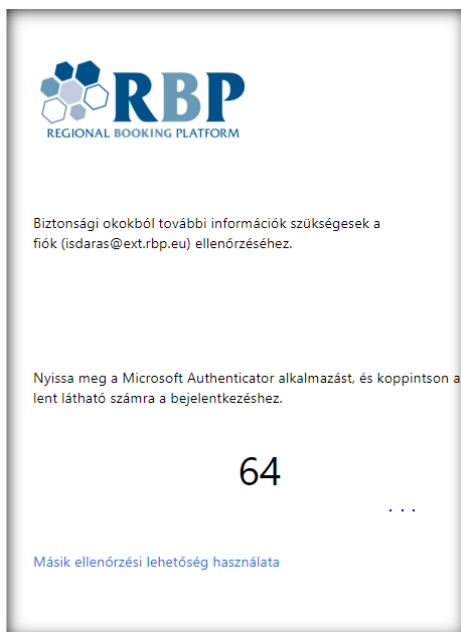 RBP
REGIONAL BOOKING PLATFORM
Biztonsági okokból további információk szükségesek a
fiók (isdaras@ext.rbp.eu) ellenőrzéséhez.
Nyissa meg a Microsoft Authenticator alkalmazást, és koppintson a
lent látható számra a bejelentkezéshez.
64
...
Másik ellenőrzési lehetőség használata